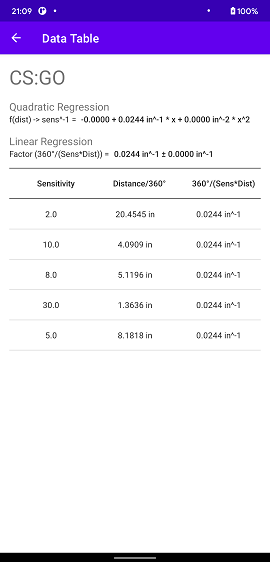 21:09 100%
Data Table
CS:GO
Quadratic Regression
f(dist) -> sens^-1 = -0.0000 + 0.0244 in^-1 * x + 0.0000 in^-2 * x^2
Linear Regression
Factor (360°/(Sens*Dist)) = 0.0244 in^-1 ± 0.0000 in^-1
Sensitivity Distance/360° 360°/(Sens*Dist)
2.0 20.4545 in 0.0244 in^-1
10.0 4.0909 in 0.0244 in^-1
8.0 5.1196 in 0.0244 in^-1
30.0 1.3636 in 0.0244 in^-1
5.0 8.1818 in 0.0244 in^-1